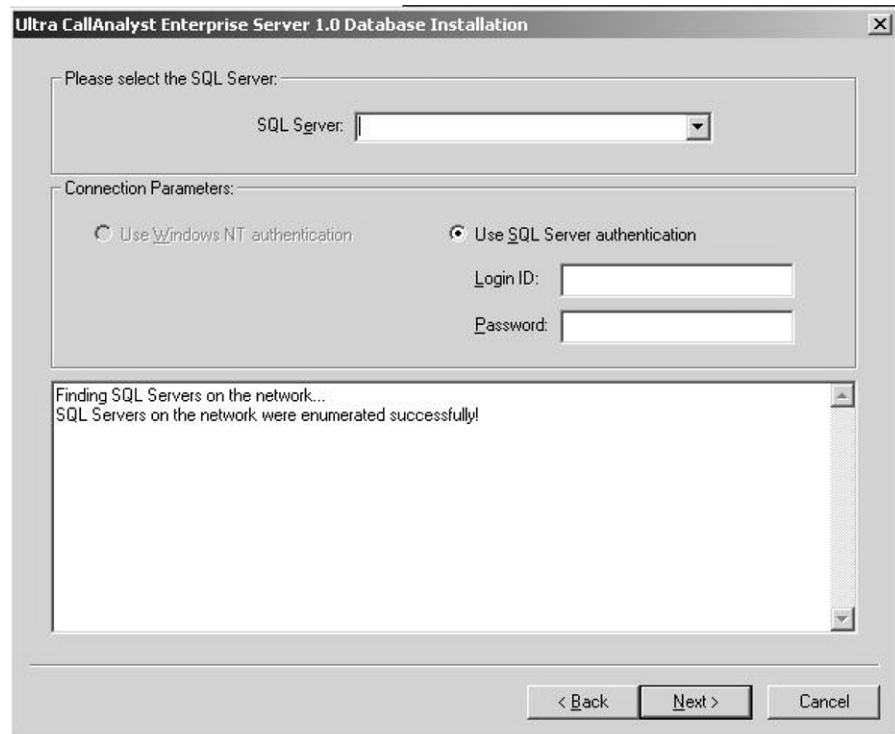 Ultra CallAnalyst Enterprise Server 1.0 Database Installation
Please select the SQL Server:
SQL Server:
Connection Parameters:
Use Windows NT authentication
Use SQL Server authentication
Login ID:
Password:
Finding SQL Servers on the network...
SQL Servers on the network were enumerated successfully!
< Back
Next >
Cancel